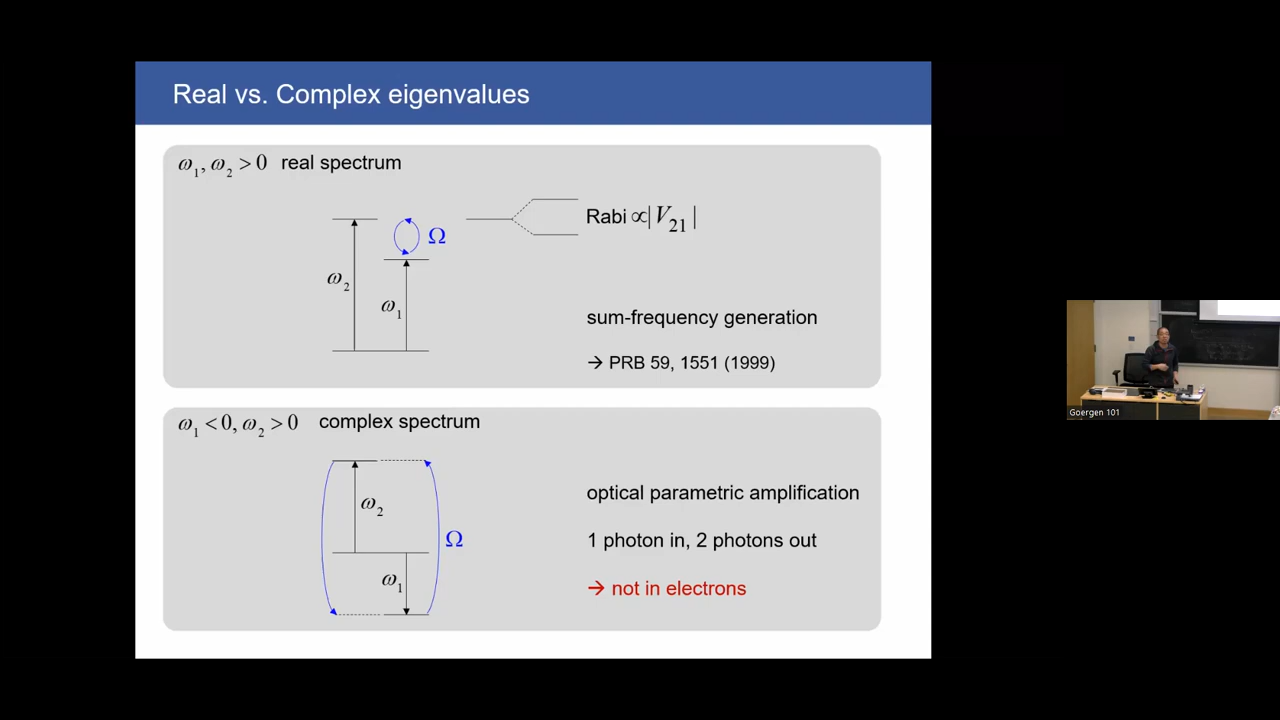 Real vs. Complex eigenvalues
ω₁, ω₂ > 0 real spectrum
Ω
Rabi ∝| V₂₁ |
ω₂
ω₁
sum-frequency generation
→ PRB 59, 1551 (1999)
ω₁ < 0, ω₂ > 0 complex spectrum
ω₂
optical parametric amplification
Ω
1 photon in, 2 photons out
ω₁
→ not in electrons
Goergen 101